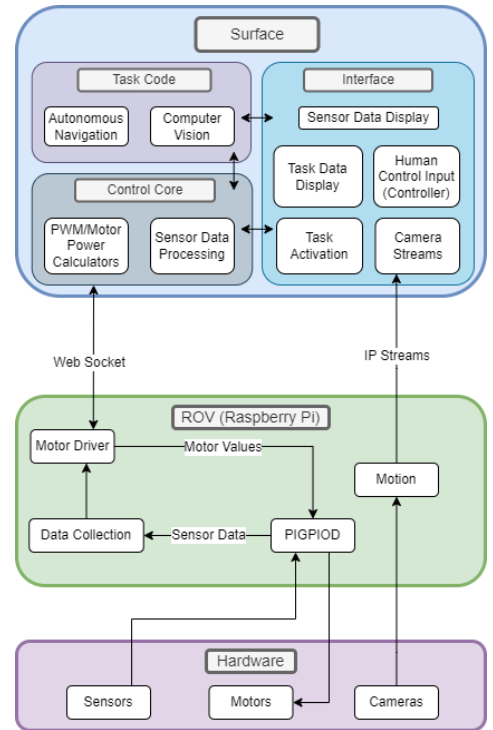 Surface
Task Code
Autonomous
Navigation
Computer
Vision
Interface
Sensor Data Display
Task Data
Display
Human
Control Input
(Controller)
Control Core
PWM/Motor
Power
Calculators
Sensor Data
Processing
Task
Activation
Camera
Streams
Web Socket
IP Streams
ROV (Raspberry Pi)
Motor Driver
Motor Values
Motion
Data Collection
Sensor Data
PIGPIOD
Hardware
Sensors
Motors
Cameras